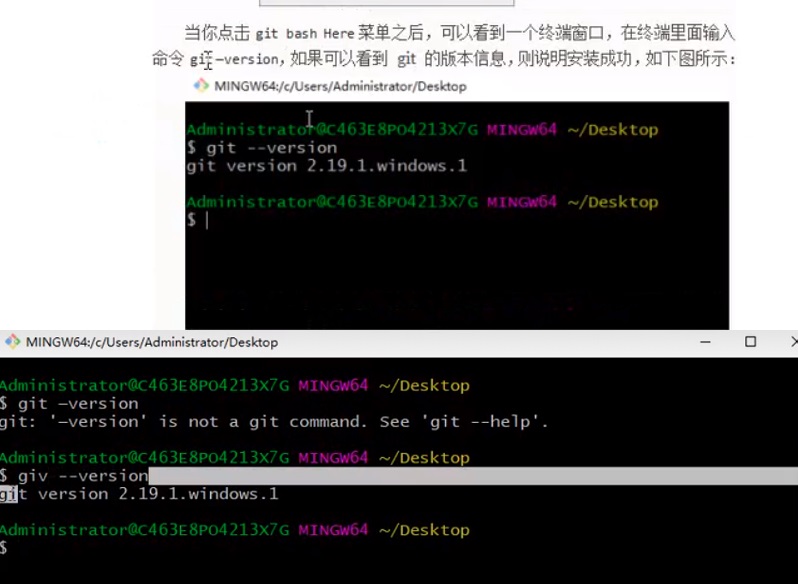 当你点击 git bash Here 菜单之后，可以看到一个终端窗口，在终端里面输入
命令 git–version，如果可以看到 git 的版本信息，则说明安装成功，如下图所示：
MINGW64:/c/Users/Administrator/Desktop
Administrator@C463E8PO4213X7G MINGW64 ~/Desktop
$ git --version
git version 2.19.1.windows.1
Administrator@C463E8PO4213X7G MINGW64 ~/Desktop
$
MINGW64:/c/Users/Administrator/Desktop
Administrator@C463E8PO4213X7G MINGW64 ~/Desktop
$ git –version
git: '–version' is not a git command. See 'git --help'.
Administrator@C463E8PO4213X7G MINGW64 ~/Desktop
$ giv --version
git version 2.19.1.windows.1
Administrator@C463E8PO4213X7G MINGW64 ~/Desktop
$